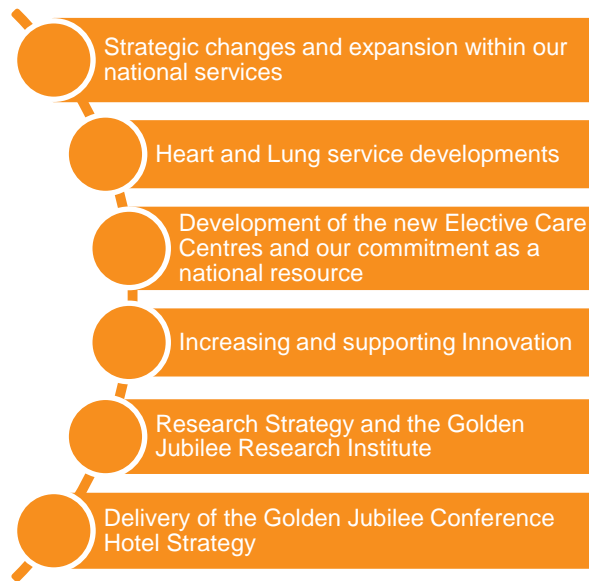 Strategic changes and expansion within our
national services
Heart and Lung service developments
Development of the new Elective Care
Centres and our commitment as a
national resource
Increasing and supporting Innovation
Research Strategy and the Golden
Jubilee Research Institute
Delivery of the Golden Jubilee Conference
Hotel Strategy